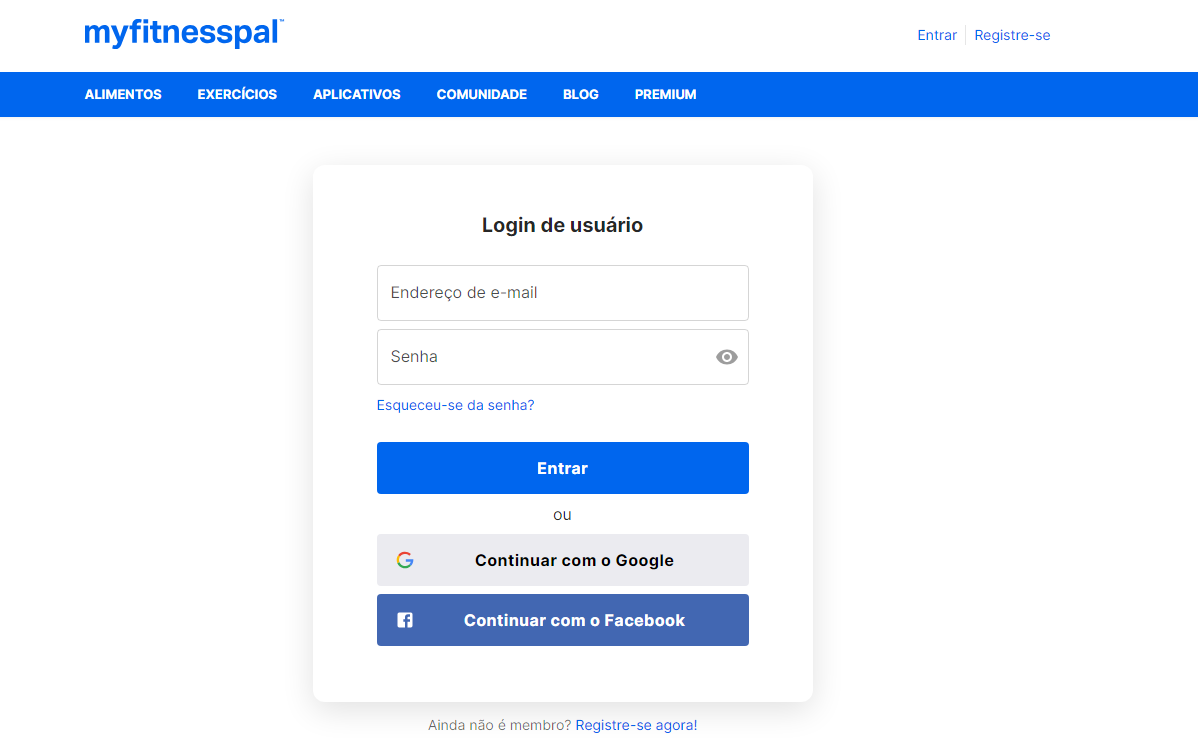 myfitnesspal™
Entrar Registre-se
ALIMENTOS EXERCÍCIOS APLICATIVOS COMUNIDADE BLOG PREMIUM
Login de usuário
Endereço de e-mail
Senha
Esqueceu-se da senha?
Entrar
ou
Continuar com o Google
Continuar com o Facebook
Ainda não é membro? Registre-se agora!